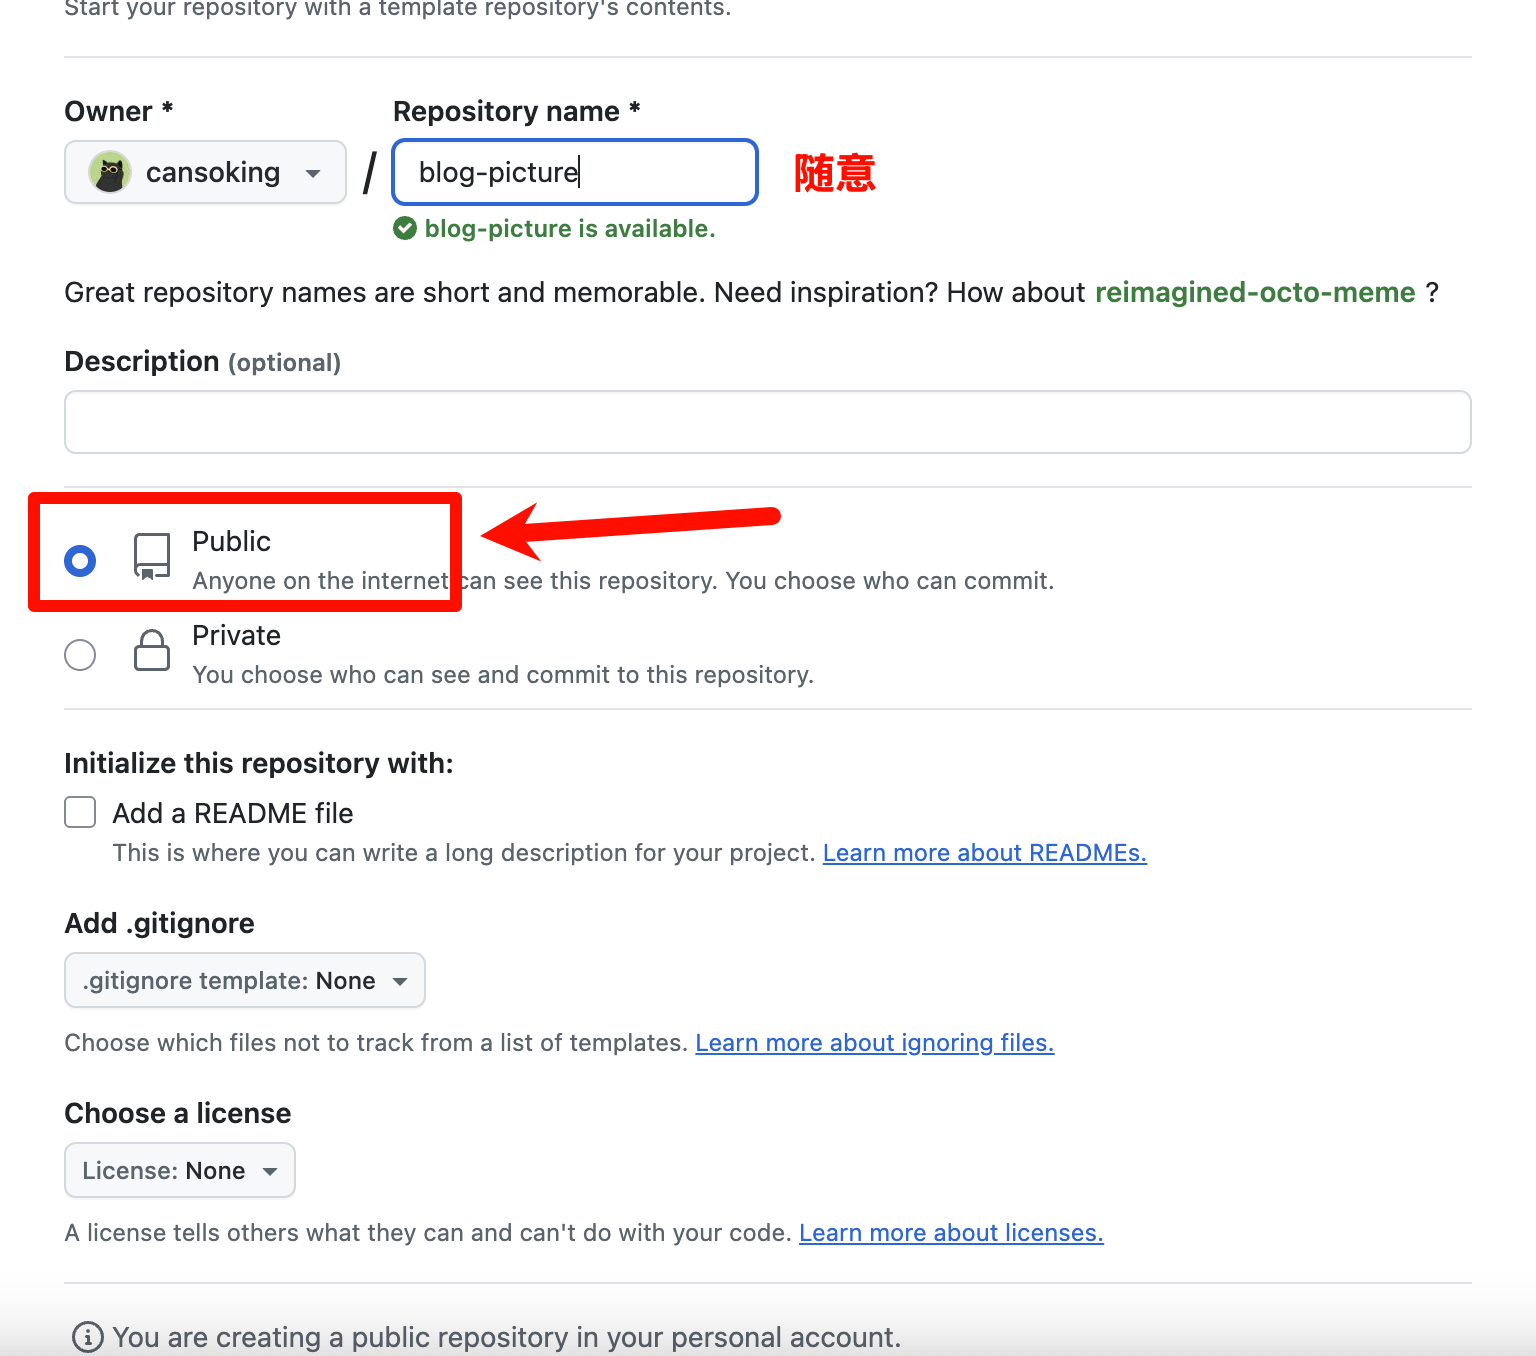 Start your repository with a template repository's contents.
Owner * Repository name *
cansoking / blog-picture 随意
blog-picture is available.
Great repository names are short and memorable. Need inspiration? How about reimagined-octo-meme ?
Description (optional)
Public
Anyone on the internet can see this repository. You choose who can commit.
Private
You choose who can see and commit to this repository.
Initialize this repository with:
Add a README file
This is where you can write a long description for your project. Learn more about READMEs.
Add .gitignore
.gitignore template: None
Choose which files not to track from a list of templates. Learn more about ignoring files.
Choose a license
License: None
A license tells others what they can and can't do with your code. Learn more about licenses.
You are creating a public repository in your personal account.